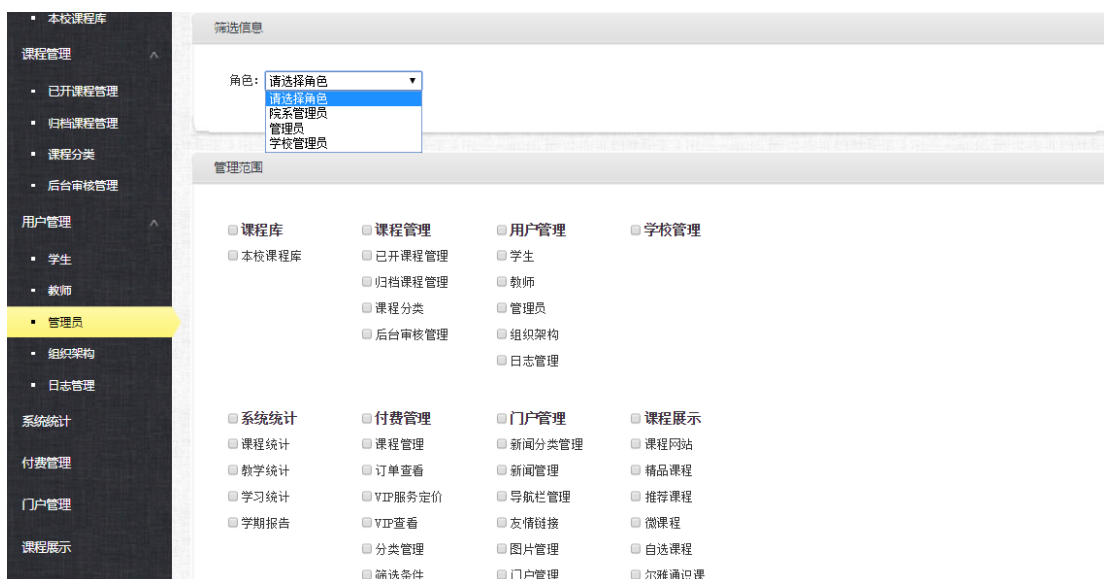 本校课程库
课程管理
已开课程管理
归档课程管理
课程分类
后台审核管理
用户管理
学生
教师
管理员
组织架构
日志管理
系统统计
付费管理
门户管理
课程展示
筛选信息
角色: 请选择角色
请选择角色
院系管理员
管理员
学校管理员
管理范围
课程库 课程管理 用户管理 学校管理
本校课程库 已开课程管理 学生
归档课程管理 教师
课程分类 管理员
后台审核管理 组织架构
日志管理
系统统计 付费管理 门户管理 课程展示
课程统计 课程管理 新闻分类管理 课程网站
教学统计 订单查看 新闻管理 精品课程
学习统计 VIP服务定价 导航栏管理 推荐课程
学期报告 VIP查看 友情链接 微课程
分类管理 图片管理 自选课程
筛选条件 门户管理 尔雅通识课